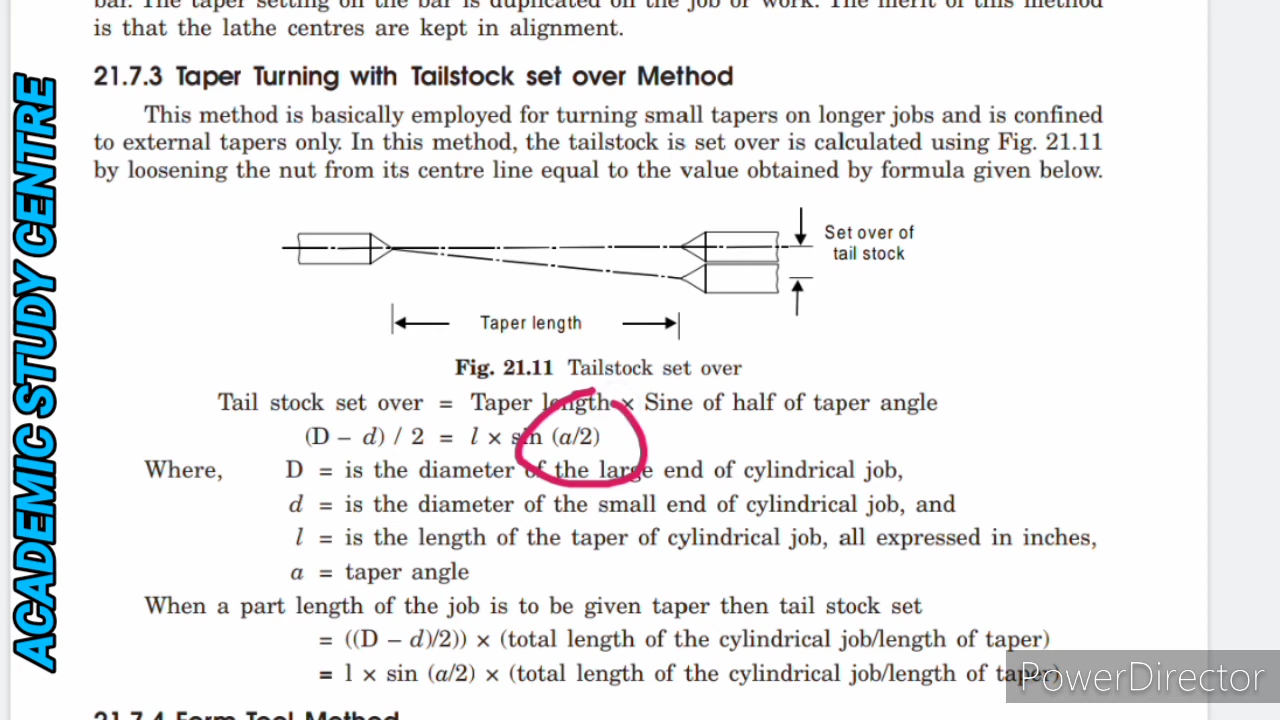 bar. The taper setting on the bar is duplicated on the job or work. The merit of this method
is that the lathe centres are kept in alignment.
21.7.3 Taper Turning with Tailstock set over Method
This method is basically employed for turning small tapers on longer jobs and is confined
to external tapers only. In this method, the tailstock is set over is calculated using Fig. 21.11
by loosening the nut from its centre line equal to the value obtained by formula given below.
Set over of
tail stock
Taper length
Fig. 21.11 Tailstock set over
Tail stock set over = Taper length × Sine of half of taper angle
(D – d) / 2 = l × sin (a/2)
Where, D = is the diameter of the large end of cylindrical job,
d = is the diameter of the small end of cylindrical job, and
l = is the length of the taper of cylindrical job, all expressed in inches,
a = taper angle
When a part length of the job is to be given taper then tail stock set
= ((D – d)/2)) × (total length of the cylindrical job/length of taper)
= l × sin (a/2) × (total length of the cylindrical job/length of taper)
21.7.4 Form Tool Method
ACADEMIC STUDY CENTRE
PowerDirector